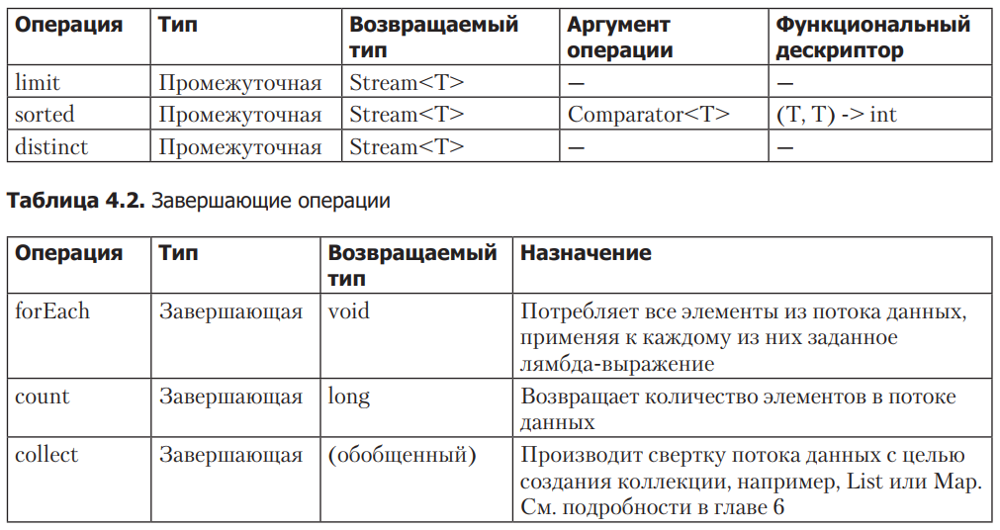 Операция Тип Возвращаемый тип Аргумент операции Функциональный дескриптор
limit Промежуточная Stream<T> — —
sorted Промежуточная Stream<T> Comparator<T> (T, T) -> int
distinct Промежуточная Stream<T> — —
Таблица 4.2. Завершающие операции
Операция Тип Возвращаемый тип Назначение
forEach Завершающая void Потребляет все элементы из потока данных,
применяя к каждому из них заданное
лямбда-выражение
count Завершающая long Возвращает количество элементов в потоке
данных
collect Завершающая (обобщенный) Производит свертку потока данных с целью
создания коллекции, например, List или Map.
См. подробности в главе 6